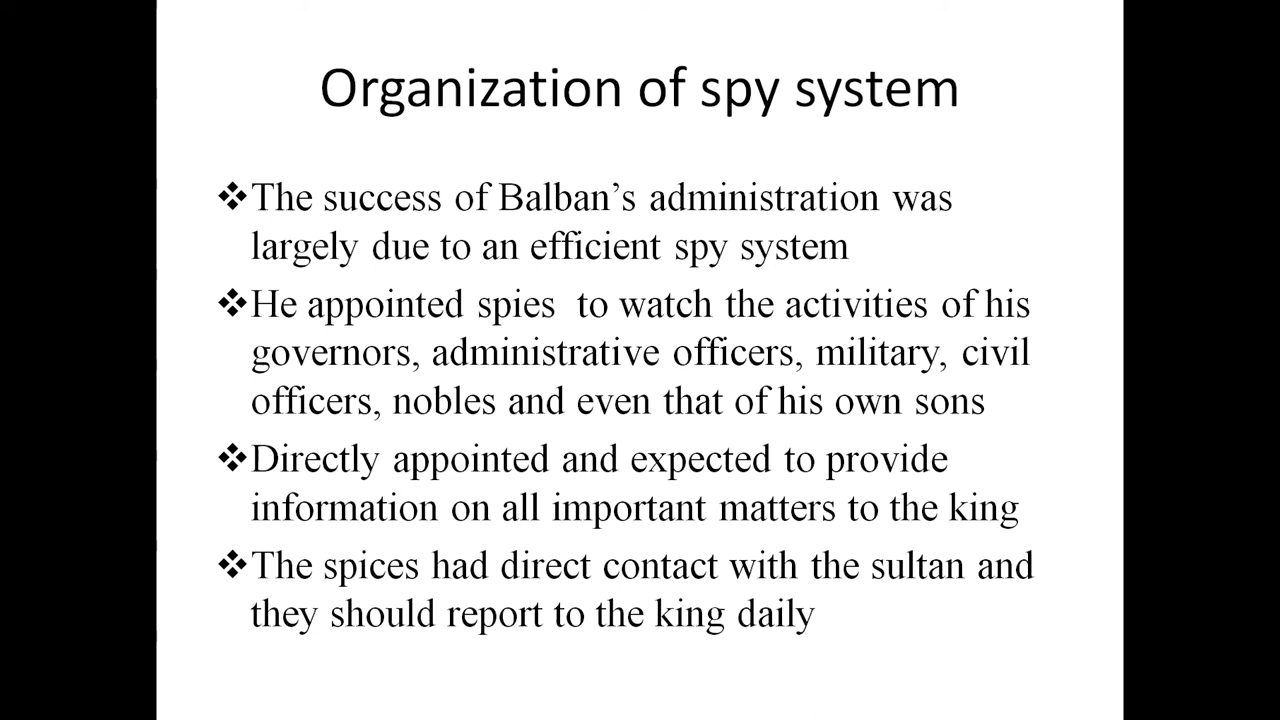 Organization of spy system
❖The success of Balban’s administration was
largely due to an efficient spy system
❖He appointed spies  to watch the activities of his
governors, administrative officers, military, civil
officers, nobles and even that of his own sons
❖Directly appointed and expected to provide
information on all important matters to the king
❖The spices had direct contact with the sultan and
they should report to the king daily